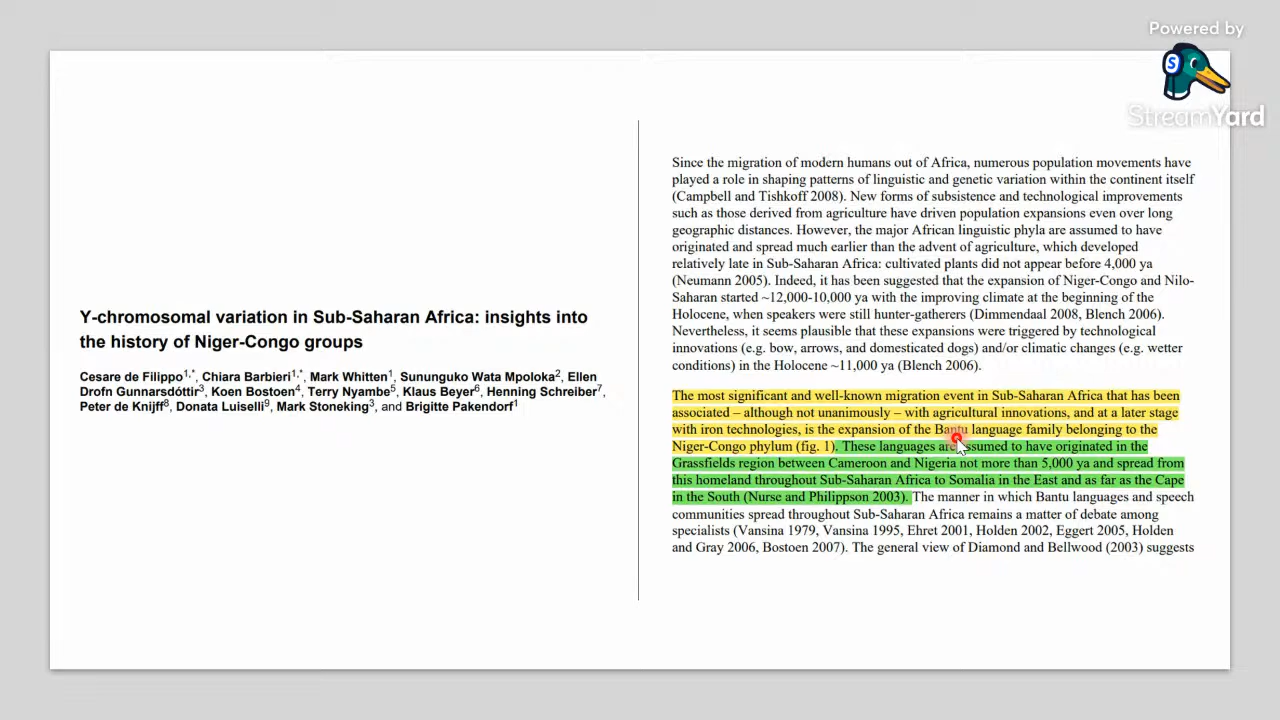 Powered by
StreamYard
Y-chromosomal variation in Sub-Saharan Africa: insights into
the history of Niger-Congo groups
Cesare de Filippo1,*, Chiara Barbieri1,*, Mark Whitten1, Sununguko Wata Mpoloka2, Ellen
Drofn Gunnarsdóttir3, Koen Bostoen4, Terry Nyambe5, Klaus Beyer6, Henning Schreiber7,
Peter de Knijff8, Donata Luiselli9, Mark Stoneking3, and Brigitte Pakendorf1
Since the migration of modern humans out of Africa, numerous population movements have
played a role in shaping patterns of linguistic and genetic variation within the continent itself
(Campbell and Tishkoff 2008). New forms of subsistence and technological improvements
such as those derived from agriculture have driven population expansions even over long
geographic distances. However, the major African linguistic phyla are assumed to have
originated and spread much earlier than the advent of agriculture, which developed
relatively late in Sub-Saharan Africa: cultivated plants did not appear before 4,000 ya
(Neumann 2005). Indeed, it has been suggested that the expansion of Niger-Congo and Nilo-
Saharan started ~12,000-10,000 ya with the improving climate at the beginning of the
Holocene, when speakers were still hunter-gatherers (Dimmendaal 2008, Blench 2006).
Nevertheless, it seems plausible that these expansions were triggered by technological
innovations (e.g. bow, arrows, and domesticated dogs) and/or climatic changes (e.g. wetter
conditions) in the Holocene ~11,000 ya (Blench 2006).
The most significant and well-known migration event in Sub-Saharan Africa that has been
associated – although not unanimously – with agricultural innovations, and at a later stage
with iron technologies, is the expansion of the Bantu language family belonging to the
Niger-Congo phylum (fig. 1). These languages are assumed to have originated in the
Grassfields region between Cameroon and Nigeria not more than 5,000 ya and spread from
this homeland throughout Sub-Saharan Africa to Somalia in the East and as far as the Cape
in the South (Nurse and Philippson 2003). The manner in which Bantu languages and speech
communities spread throughout Sub-Saharan Africa remains a matter of debate among
specialists (Vansina 1979, Vansina 1995, Ehret 2001, Holden 2002, Eggert 2005, Holden
and Gray 2006, Bostoen 2007). The general view of Diamond and Bellwood (2003) suggests